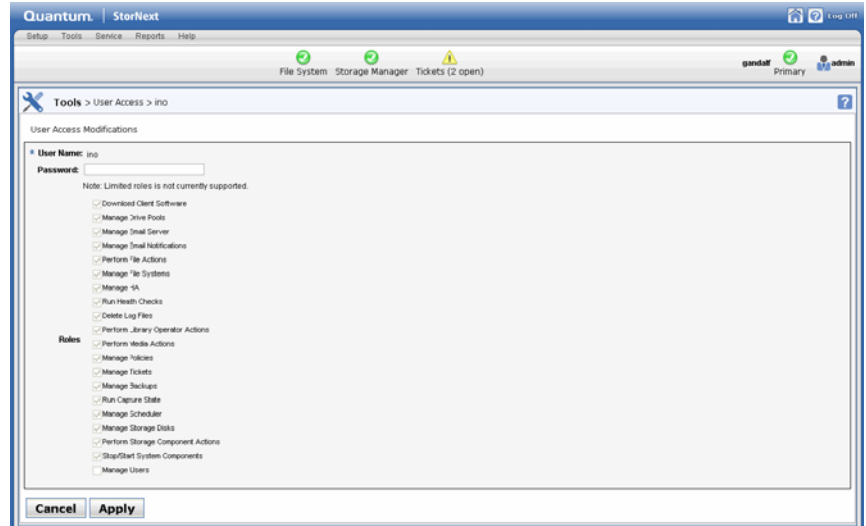 Quantum. StorNext Log Off
Setup Tools Service Reports Help
File System Storage Manager Tickets (2 open) gandalf Primary admin
Tools > User Access > ino
User Access Modifications
* User Name: ino
Password:
Note: Limited roles is not currently supported.
Roles
Download Client Software
Manage Drive Pools
Manage Email Server
Manage Email Notifications
Perform File Actions
Manage File Systems
Manage HA
Run Health Checks
Delete Log Files
Perform Library Operator Actions
Perform Media Actions
Manage Policies
Manage Tickets
Manage Backups
Run Capture State
Manage Scheduler
Manage Storage Disks
Perform Storage Component Actions
Stop/Start System Components
Manage Users
Cancel Apply